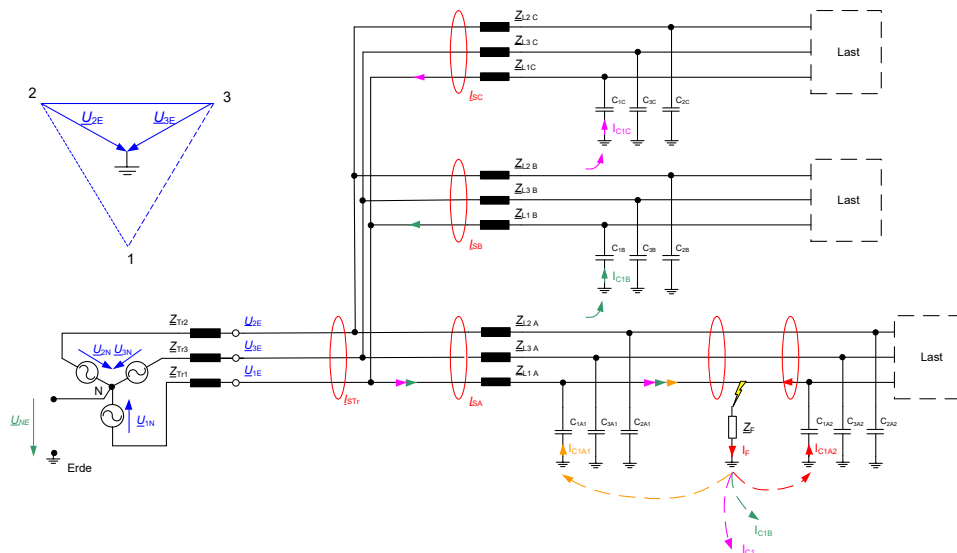 Z_L2 C
Z_L3 C
Z_L1C
I_SC
C_1C
C_3C
C_2C
I_C1C
Last
2
3
U_2E
U_3E
1
Z_L2 B
Z_L3 B
Z_L1 B
I_SB
C_1B
C_3B
C_2B
I_C1B
Last
Z_Tr2
U_2E
Z_L2 A
U_2N
U_3N
Z_Tr3
U_3E
Z_L3 A
Last
N
Z_Tr1
U_1E
Z_L1 A
I_STr
I_SA
U_NE
U_1N
C_1A1
C_3A1
C_2A1
Z_F
C_1A2
C_3A2
C_2A2
I_C1A1
I_F
I_C1A2
Erde
I_C1B